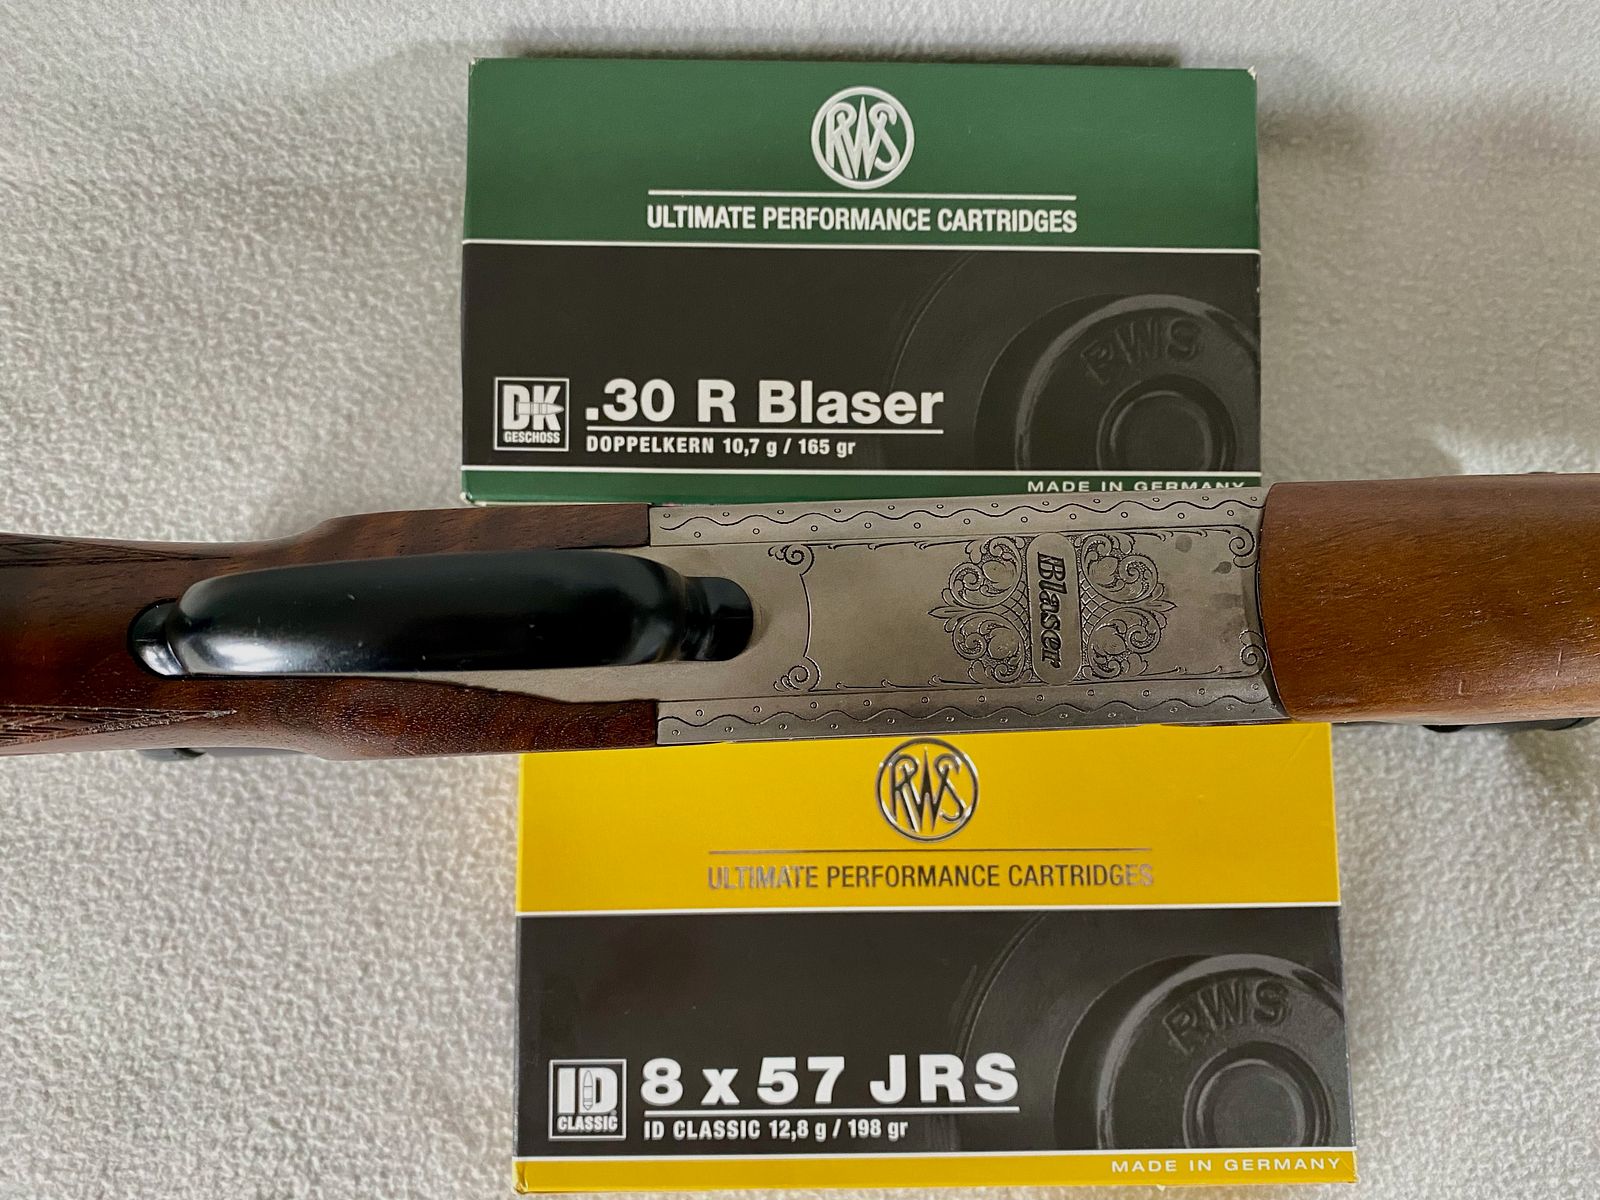 RWS
ULTIMATE PERFORMANCE CARTRIDGES
RWS
DK
GESCHOSS
.30 R Blaser
DOPPELKERN 10,7 g / 165 gr
MADE IN GERMANY
Blaser
RWS
ULTIMATE PERFORMANCE CARTRIDGES
RWS
ID
CLASSIC
8 x 57 JRS
ID CLASSIC 12,8 g / 198 gr
MADE IN GERMANY